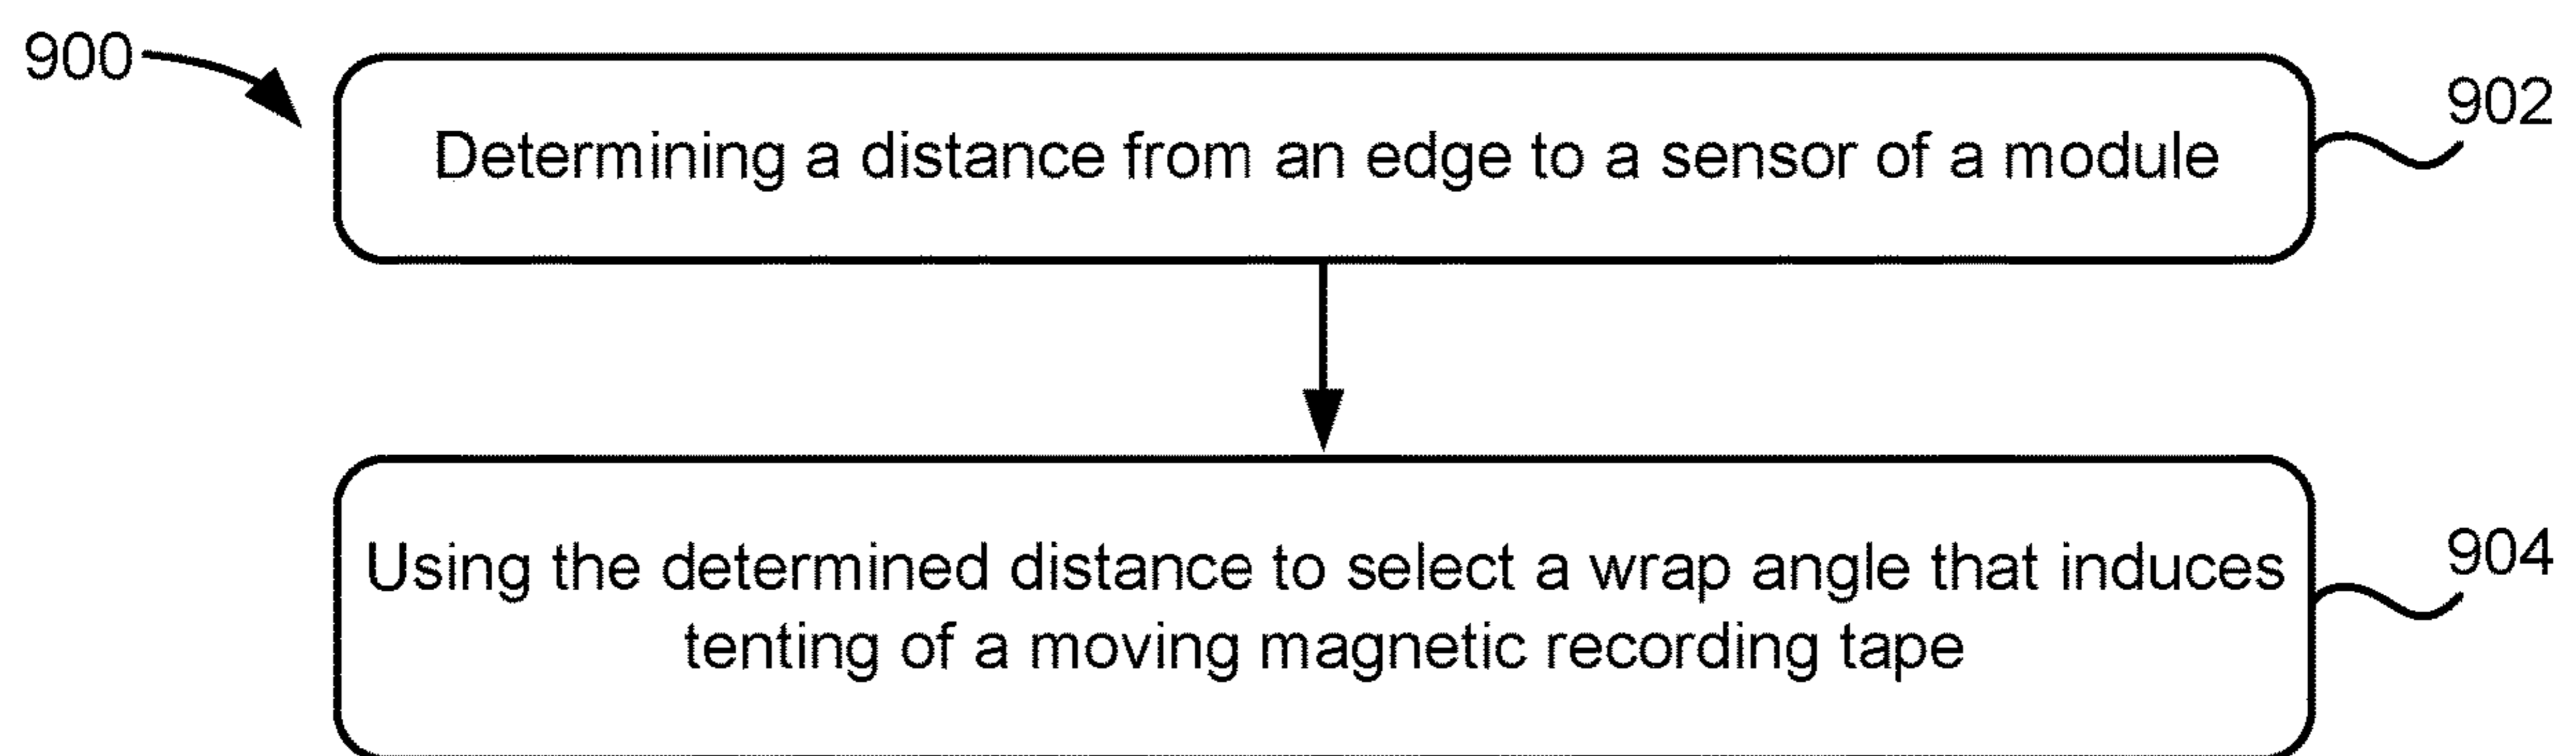 900
Determining a distance from an edge to a sensor of a module
902
Using the determined distance to select a wrap angle that induces
tenting of a moving magnetic recording tape
904